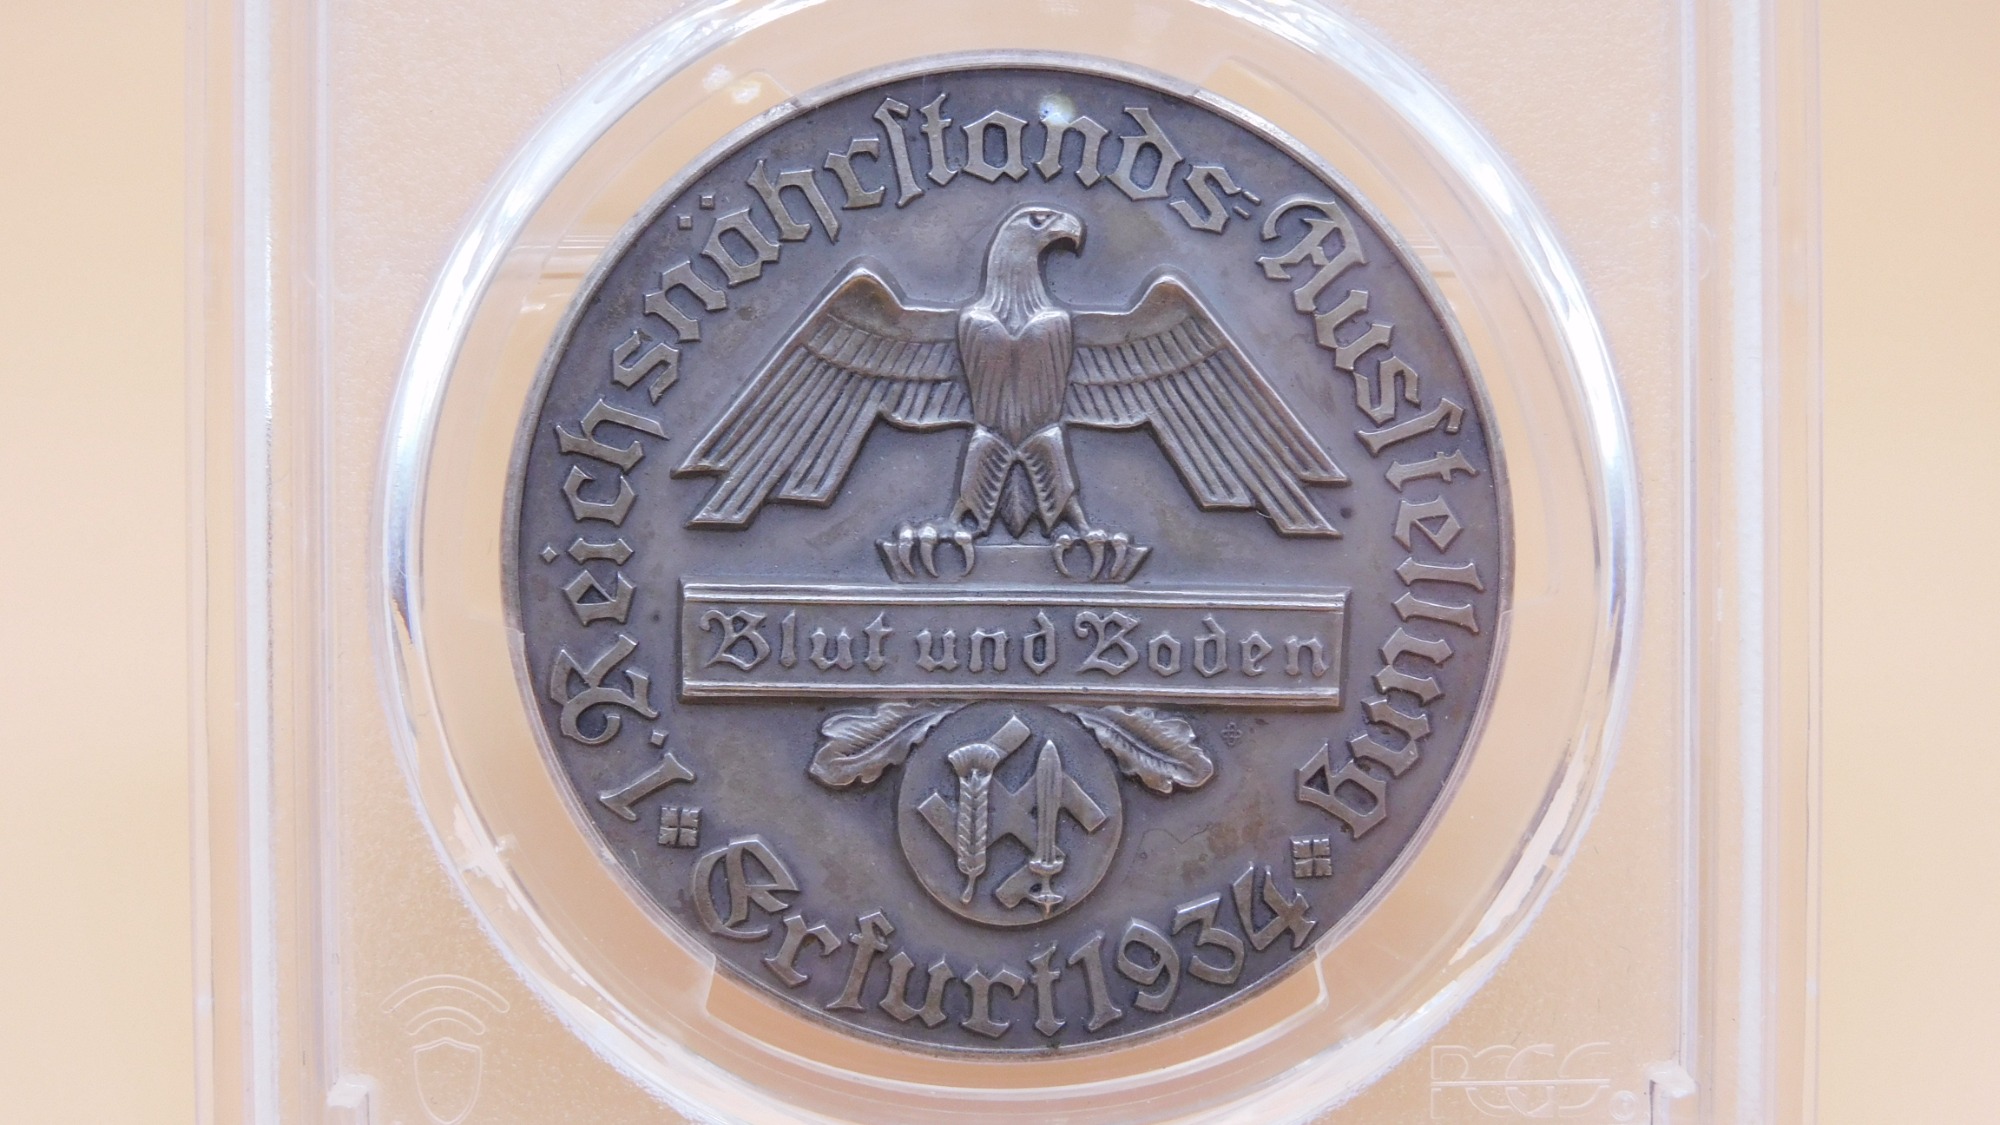 1. Reichsnährstands-Ausstellung
Blut und Boden
Erfurt 1934
PCGS